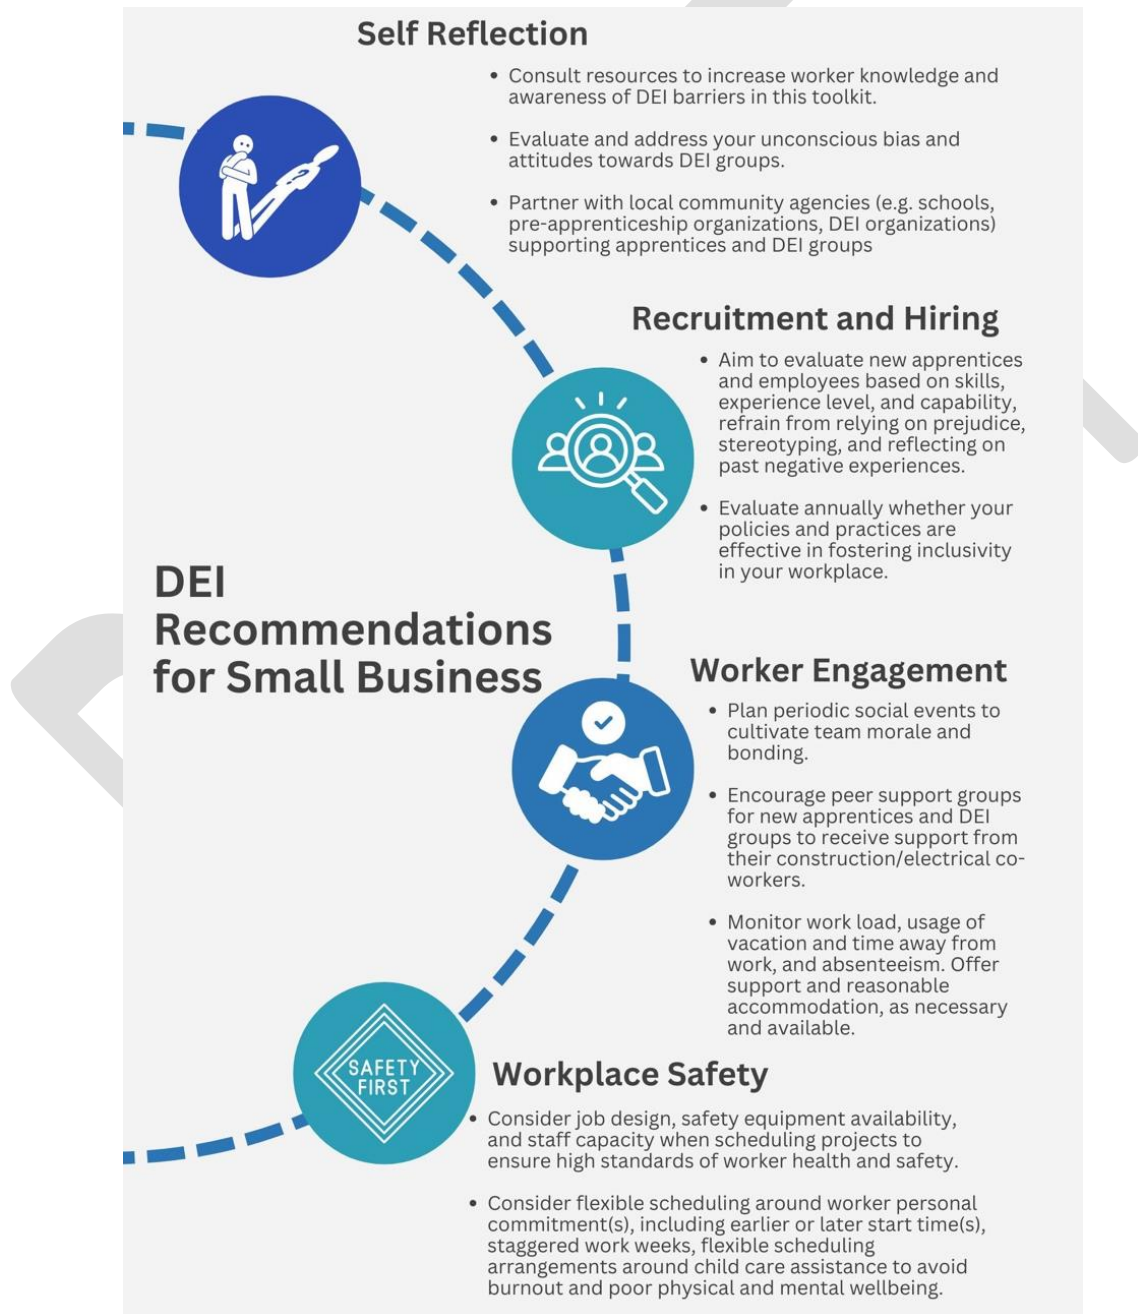 Self Reflection
• Consult resources to increase worker knowledge and
awareness of DEI barriers in this toolkit.
• Evaluate and address your unconscious bias and
attitudes towards DEI groups.
• Partner with local community agencies (e.g. schools,
pre-apprenticeship organizations, DEI organizations)
supporting apprentices and DEI groups
Recruitment and Hiring
• Aim to evaluate new apprentices
and employees based on skills,
experience level, and capability,
refrain from relying on prejudice,
stereotyping, and reflecting on
past negative experiences.
• Evaluate annually whether your
policies and practices are
effective in fostering inclusivity
in your workplace.
DEI
Recommendations
for Small Business
Worker Engagement
• Plan periodic social events to
cultivate team morale and
bonding.
• Encourage peer support groups
for new apprentices and DEI
groups to receive support from
their construction/electrical co-
workers.
• Monitor work load, usage of
vacation and time away from
work, and absenteeism. Offer
support and reasonable
accommodation, as necessary
and available.
SAFETY
FIRST
Workplace Safety
• Consider job design, safety equipment availability,
and staff capacity when scheduling projects to
ensure high standards of worker health and safety.
• Consider flexible scheduling around worker personal
commitment(s), including earlier or later start time(s),
staggered work weeks, flexible scheduling
arrangements around child care assistance to avoid
burnout and poor physical and mental wellbeing.